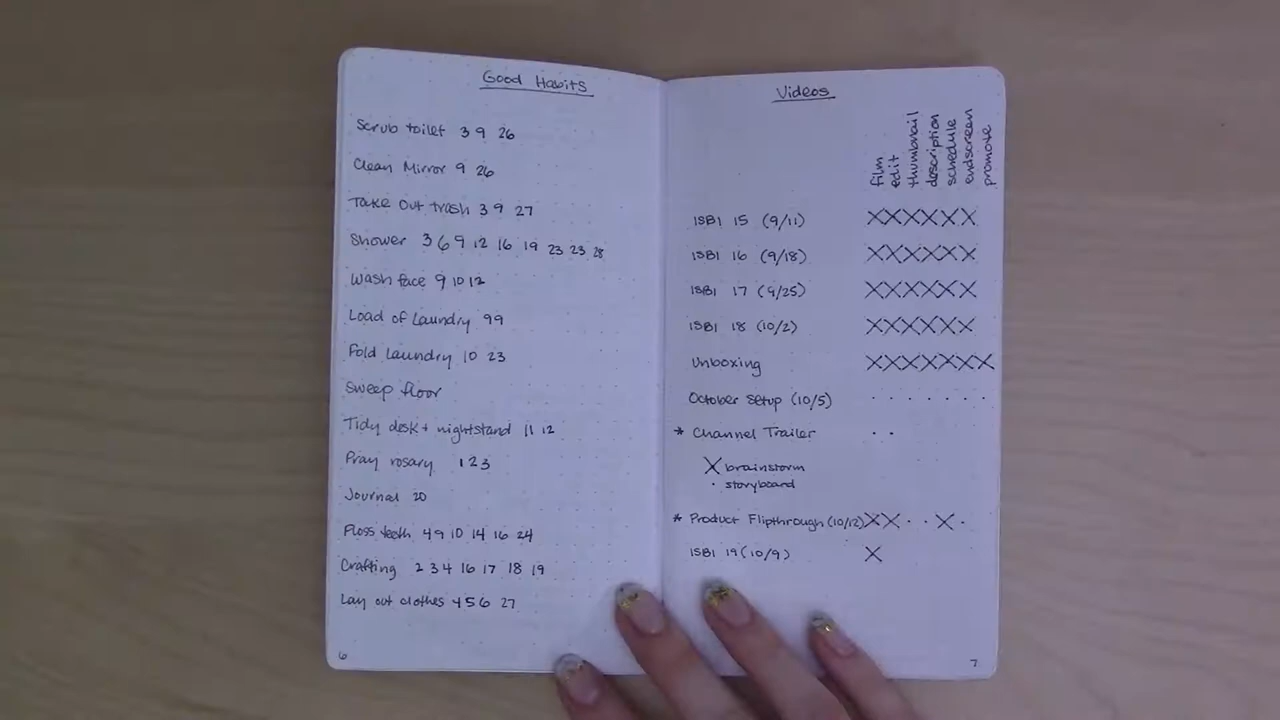 Good Habits
Scrub toilet 3 9 26
Clean Mirror 9 26
Take Out trash 3 9 27
Shower 3 6 9 12 16 19 23 23 28
Wash face 9 10 12
Load of Laundry 9 9
Fold Laundry 10 23
Sweep floor
Tidy desk + nightstand 11 12
Pray rosary 1 2 3
Journal 20
Floss teeth 4 9 10 14 16 24
Crafting 2 3 4 16 17 18 19
Lay out clothes 4 5 6 27
6
Videos
film
edit
thumbnail
description
schedule
endscreen
promote
ISBI 15 (9/11) X X X X X X
ISBI 16 (9/18) X X X X X X
ISBI 17 (9/25) X X X X X X
ISBI 18 (10/2) X X X X X X
Unboxing X X X X X X X
October Setup (10/5) · · · · · · ·
* Channel Trailer · ·
X brainstorm
· storyboard
* Product Flipthrough (10/12) X X · · X ·
ISBI 19 (10/9) X
7